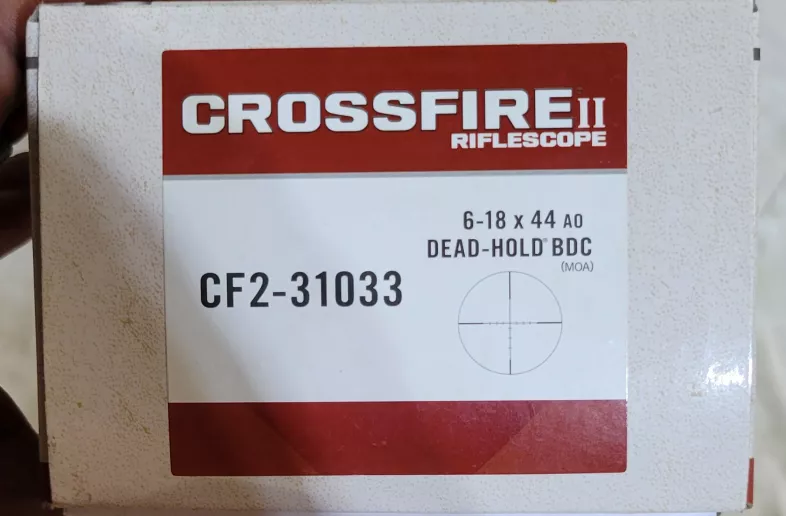 CROSSFIRE II
RIFLESCOPE
6-18 x 44 AO
DEAD-HOLD® BDC
(MOA)
CF2-31033